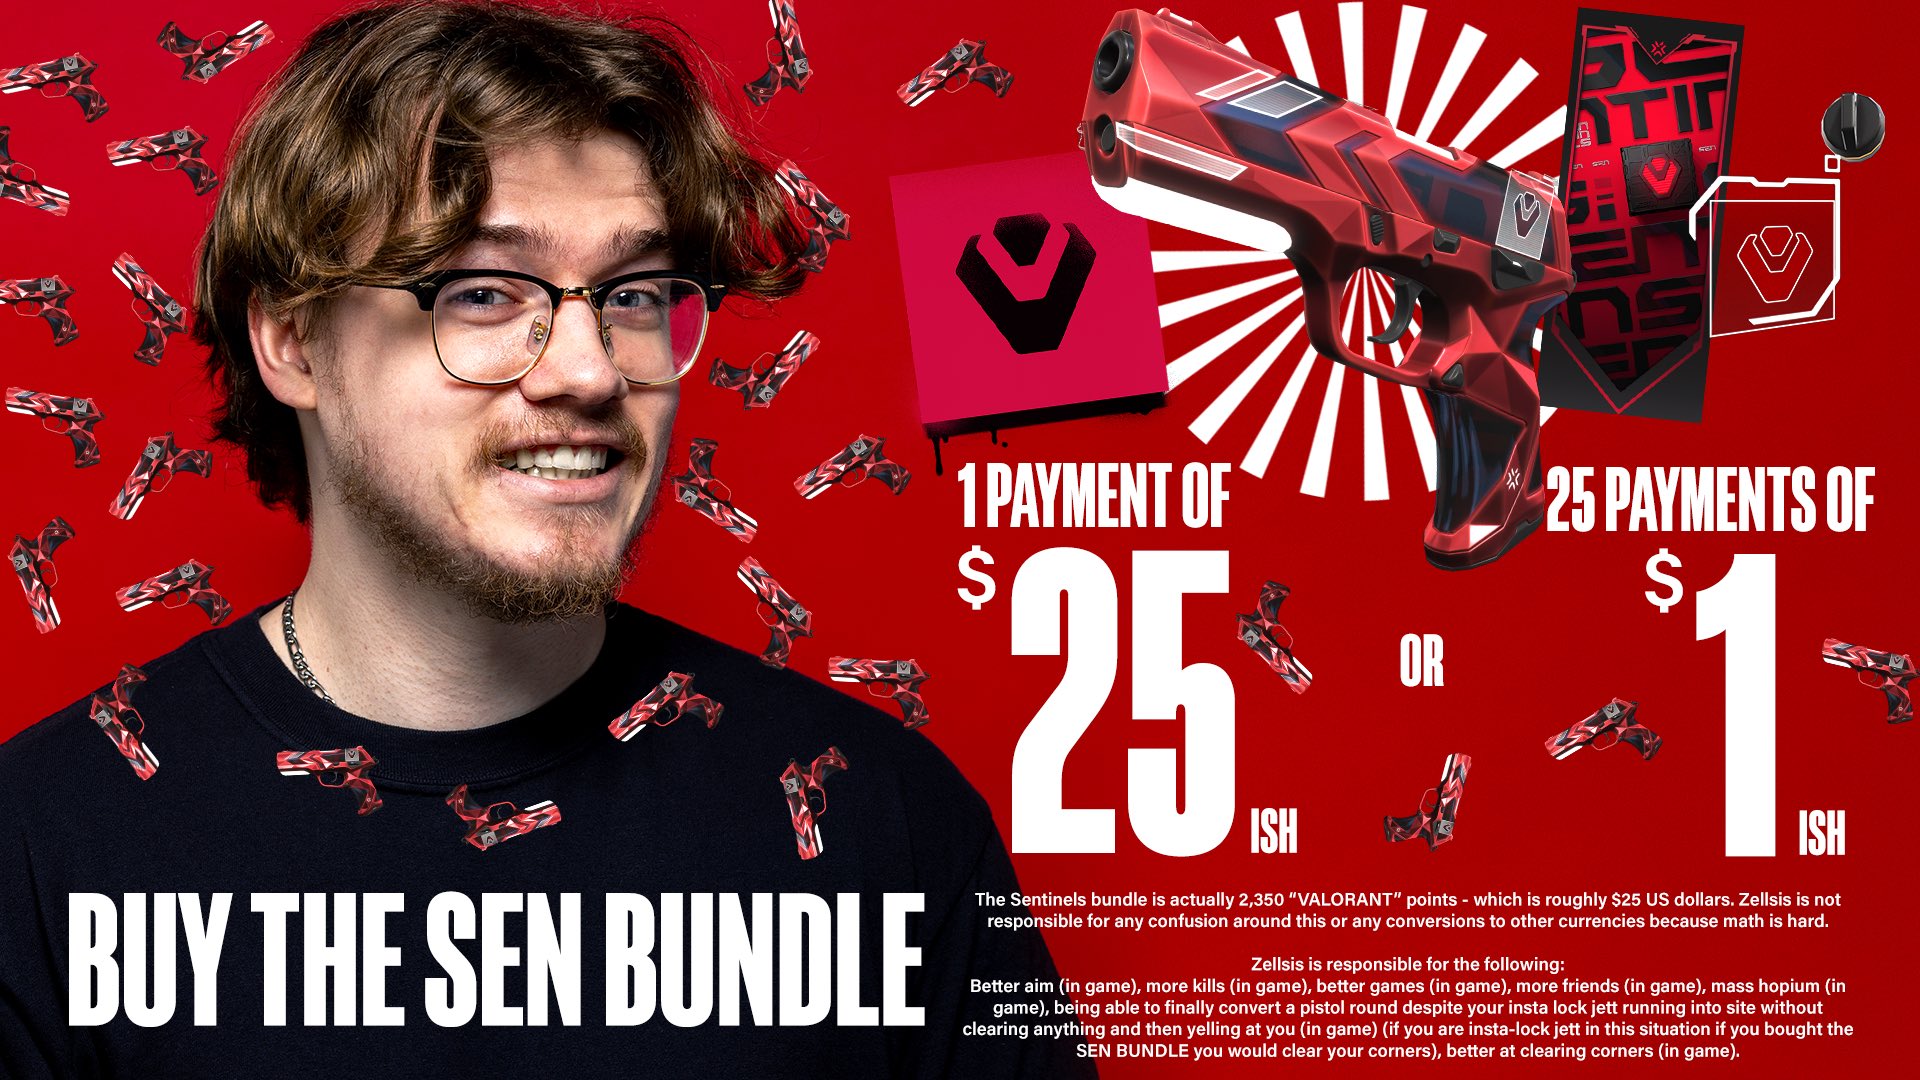 1 PAYMENT OF
$25 ISH
OR
25 PAYMENTS OF
$1 ISH
BUY THE SEN BUNDLE
The Sentinels bundle is actually 2,350 “VALORANT” points - which is roughly $25 US dollars. Zellsis is not
responsible for any confusion around this or any conversions to other currencies because math is hard.
Zellsis is responsible for the following:
Better aim (in game), more kills (in game), better games (in game), more friends (in game), mass hopium (in
game), being able to finally convert a pistol round despite your insta lock jett running into site without
clearing anything and then yelling at you (in game) (if you are insta-lock jett in this situation if you bought the
SEN BUNDLE you would clear your corners), better at clearing corners (in game).